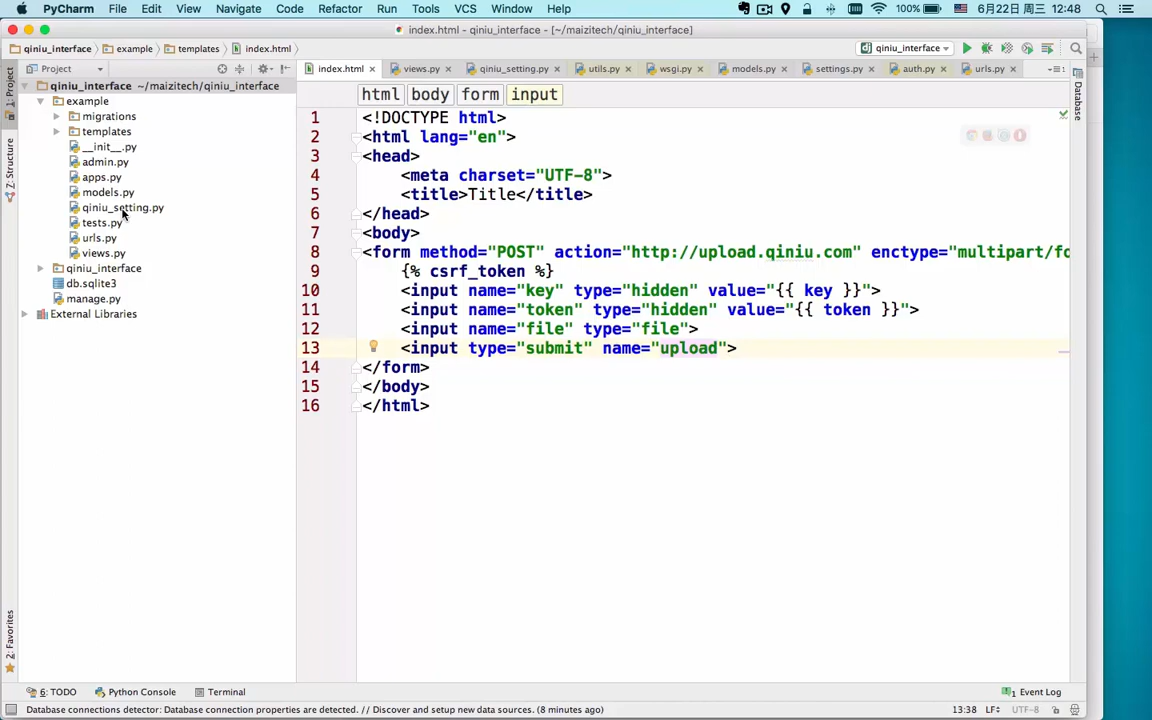 PyCharm File Edit View Navigate Code Refactor Run Tools VCS Window Help 100% 6月22日 周三 12:48
index.html - qiniu_interface - [~/maizitech/qiniu_interface]
qiniu_interface example templates index.html qiniu_interface
Project index.html views.py qiniu_setting.py utils.py wsgi.py models.py settings.py auth.py urls.py
1: Project
Z: Structure
2: Favorites
Database
qiniu_interface ~/maizitech/qiniu_interface
example
migrations
templates
__init__.py
admin.py
apps.py
models.py
qiniu_setting.py
tests.py
urls.py
views.py
qiniu_interface
db.sqlite3
manage.py
External Libraries
html body form input
1 <!DOCTYPE html>
2 <html lang="en">
3 <head>
4 <meta charset="UTF-8">
5 <title>Title</title>
6 </head>
7 <body>
8 <form method="POST" action="http://upload.qiniu.com" enctype="multipart/fo
9 {% csrf_token %}
10 <input name="key" type="hidden" value="{{ key }}">
11 <input name="token" type="hidden" value="{{ token }}">
12 <input name="file" type="file">
13 <input type="submit" name="upload">
14 </form>
15 </body>
16 </html>
6: TODO Python Console Terminal 1 Event Log
Database connections detector: Database connection properties are detected. // Discover and setup new data sources. (8 minutes ago) 13:38 LF UTF-8